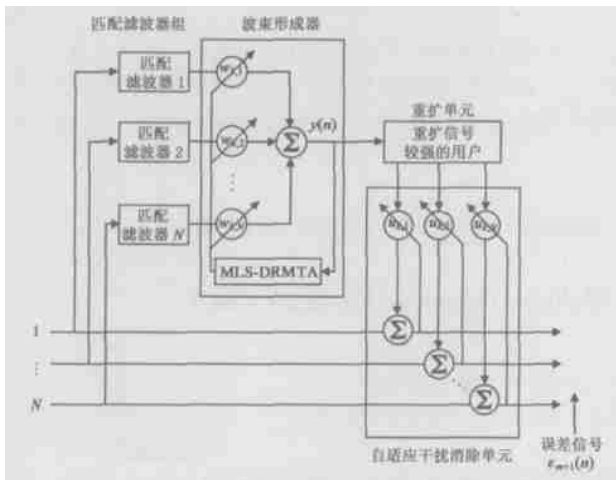 匹配滤波器组
波束形成器
匹配
滤波器 1
匹配
滤波器 2
⋮
匹配
滤波器 N
Σ
y(n)
MLS-DRMTA
重扩单元
重扩信号
较强的用户
1
⋮
N
Σ
Σ
Σ
自适应干扰消除单元
误差信号